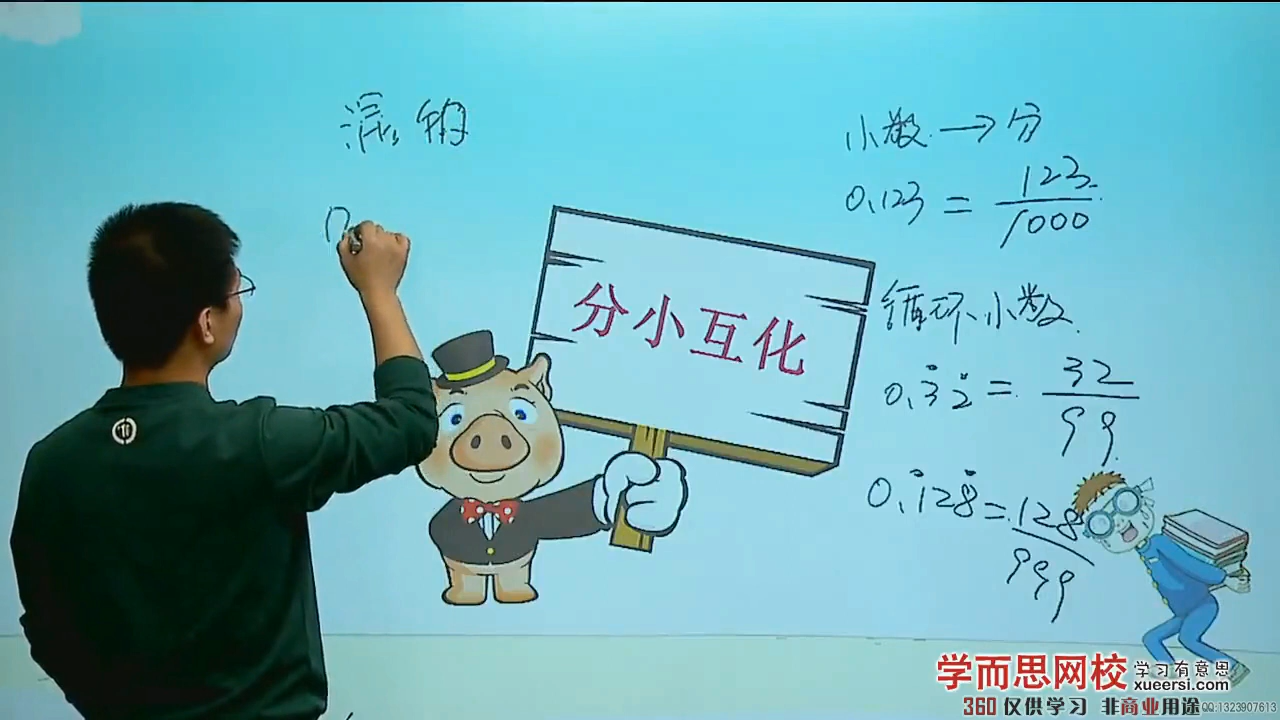 混
小数→分
0.123 = 123/1000
分小互化
循环小数
0.3̇2̇ = 32/99
0.1̇28̇ = 128/999
学而思网校 学习有意思
xueersi.com
360 仅供学习 非商业用途 QQ:1323907613